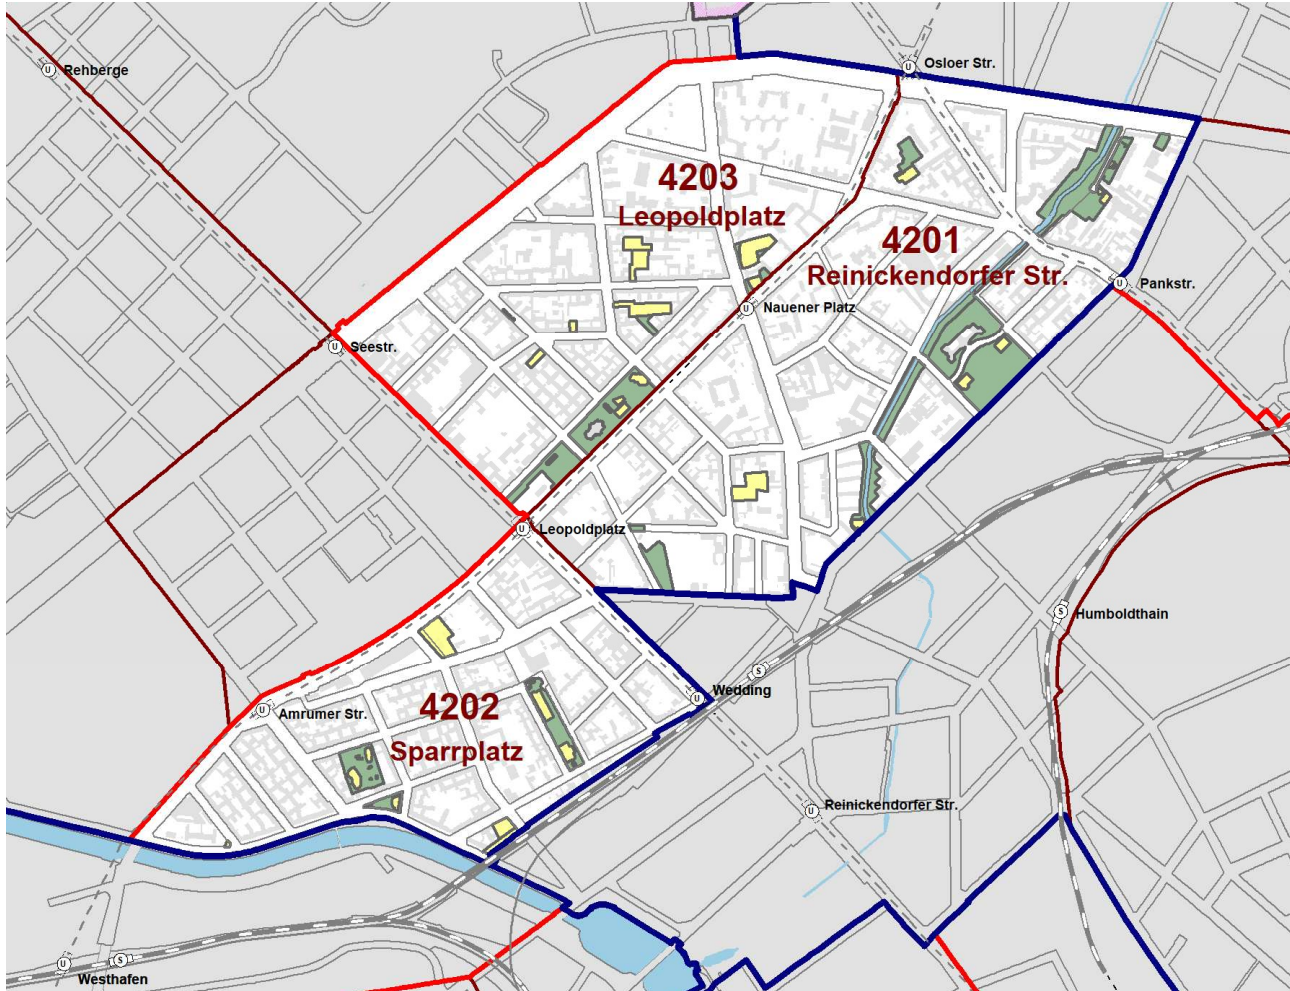 U Osloer Str.
U Rehberge
4203
Leopoldplatz
4201
Reinickendorfer Str.
U Pankstr.
U Nauener Platz
U Seestr.
U Leopoldplatz
S Humboldthain
S
U Wedding
4202
U Amrumer Str.
Sparrplatz
U Reinickendorfer Str.
U S
Westhafen